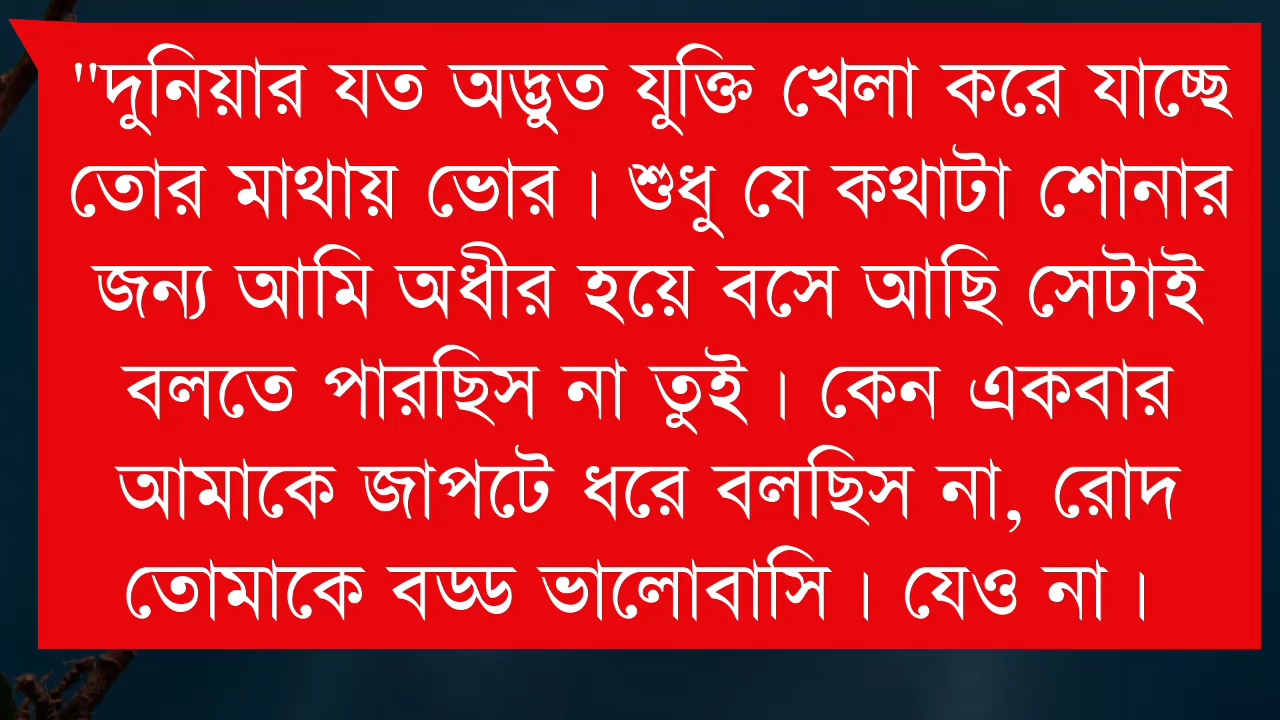 "দুনিয়ার যত অদ্ভুত যুক্তি খেলা করে যাচ্ছে
তোর মাথায় ভোর । শুধু যে কথাটা শোনার
জন্য আমি অধীর হয়ে বসে আছি সেটাই
বলতে পারছিস না তুই । কেন একবার
আমাকে জাপটে ধরে বলছিস না, রোদ
তোমাকে বড্ড ভালোবাসি । যেও না ।